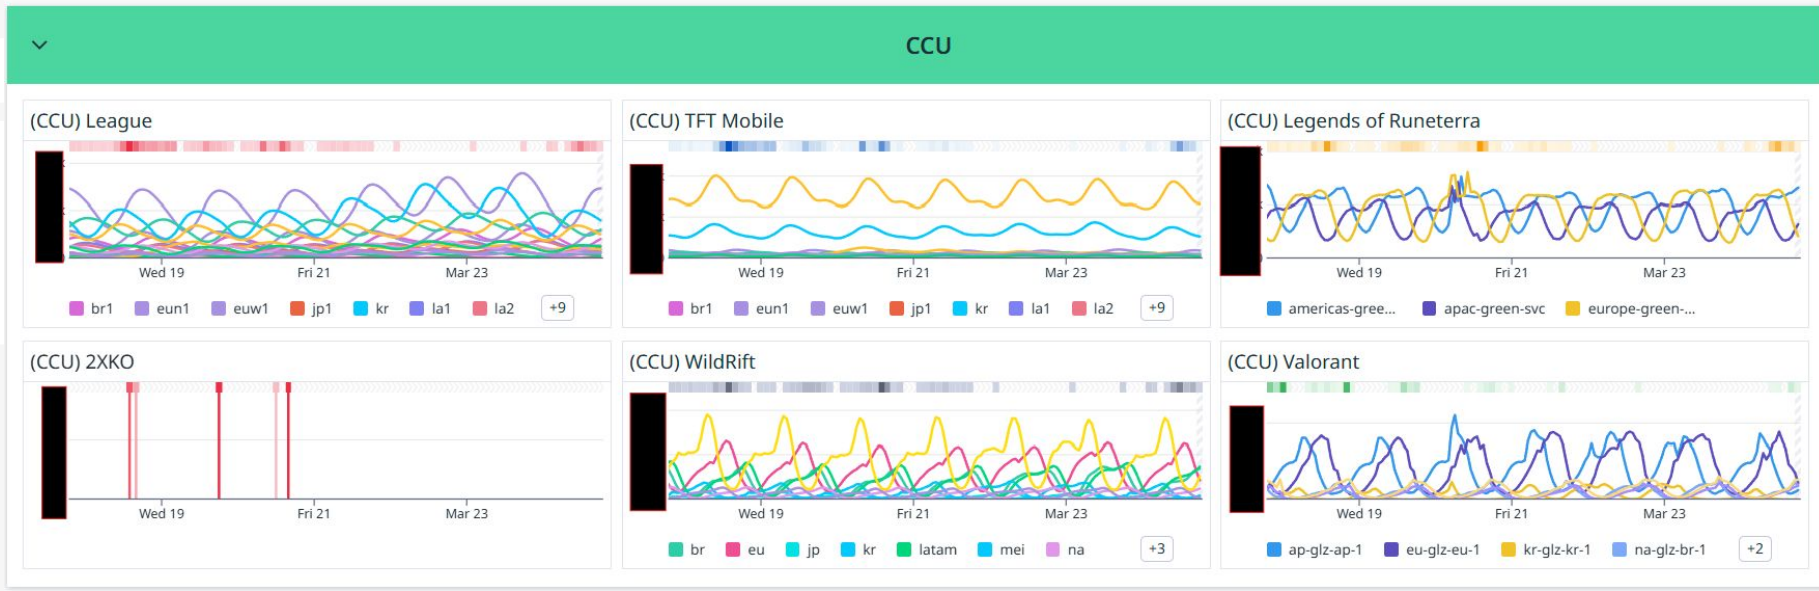 CCU
(CCU) League
Wed 19 Fri 21 Mar 23
br1 eun1 euw1 jp1 kr la1 la2 +9
(CCU) TFT Mobile
Wed 19 Fri 21 Mar 23
br1 eun1 euw1 jp1 kr la1 la2 +9
(CCU) Legends of Runeterra
Wed 19 Fri 21 Mar 23
americas-gree... apac-green-svc europe-green-...
(CCU) 2XKO
Wed 19 Fri 21 Mar 23
(CCU) WildRift
Wed 19 Fri 21 Mar 23
br eu jp kr latam mei na +3
(CCU) Valorant
Wed 19 Fri 21 Mar 23
ap-glz-ap-1 eu-glz-eu-1 kr-glz-kr-1 na-glz-br-1 +2